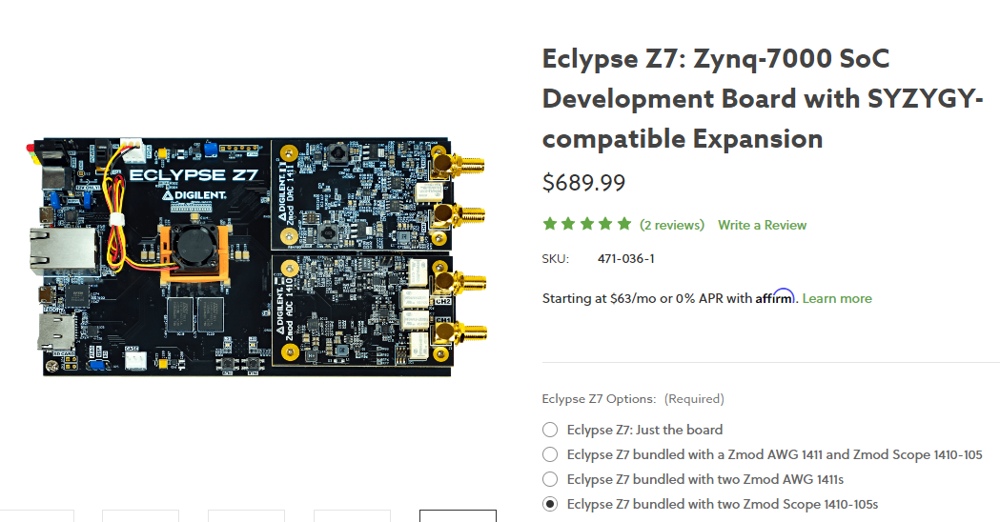 Eclypse Z7: Zynq-7000 SoC
Development Board with SYZYGY-
compatible Expansion
$689.99
(2 reviews) Write a Review
SKU: 471-036-1
Starting at $63/mo or 0% APR with affirm. Learn more
Eclypse Z7 Options: (Required)
Eclypse Z7: Just the board
Eclypse Z7 bundled with a Zmod AWG 1411 and Zmod Scope 1410-105
Eclypse Z7 bundled with two Zmod AWG 1411s
Eclypse Z7 bundled with two Zmod Scope 1410-105s
ECLYPSE Z7
DIGILENT.
DIGILENT
Zmod DAC 1411
DIGILENT
Zmod ADC 1410
CH2
CH1
SD CARD